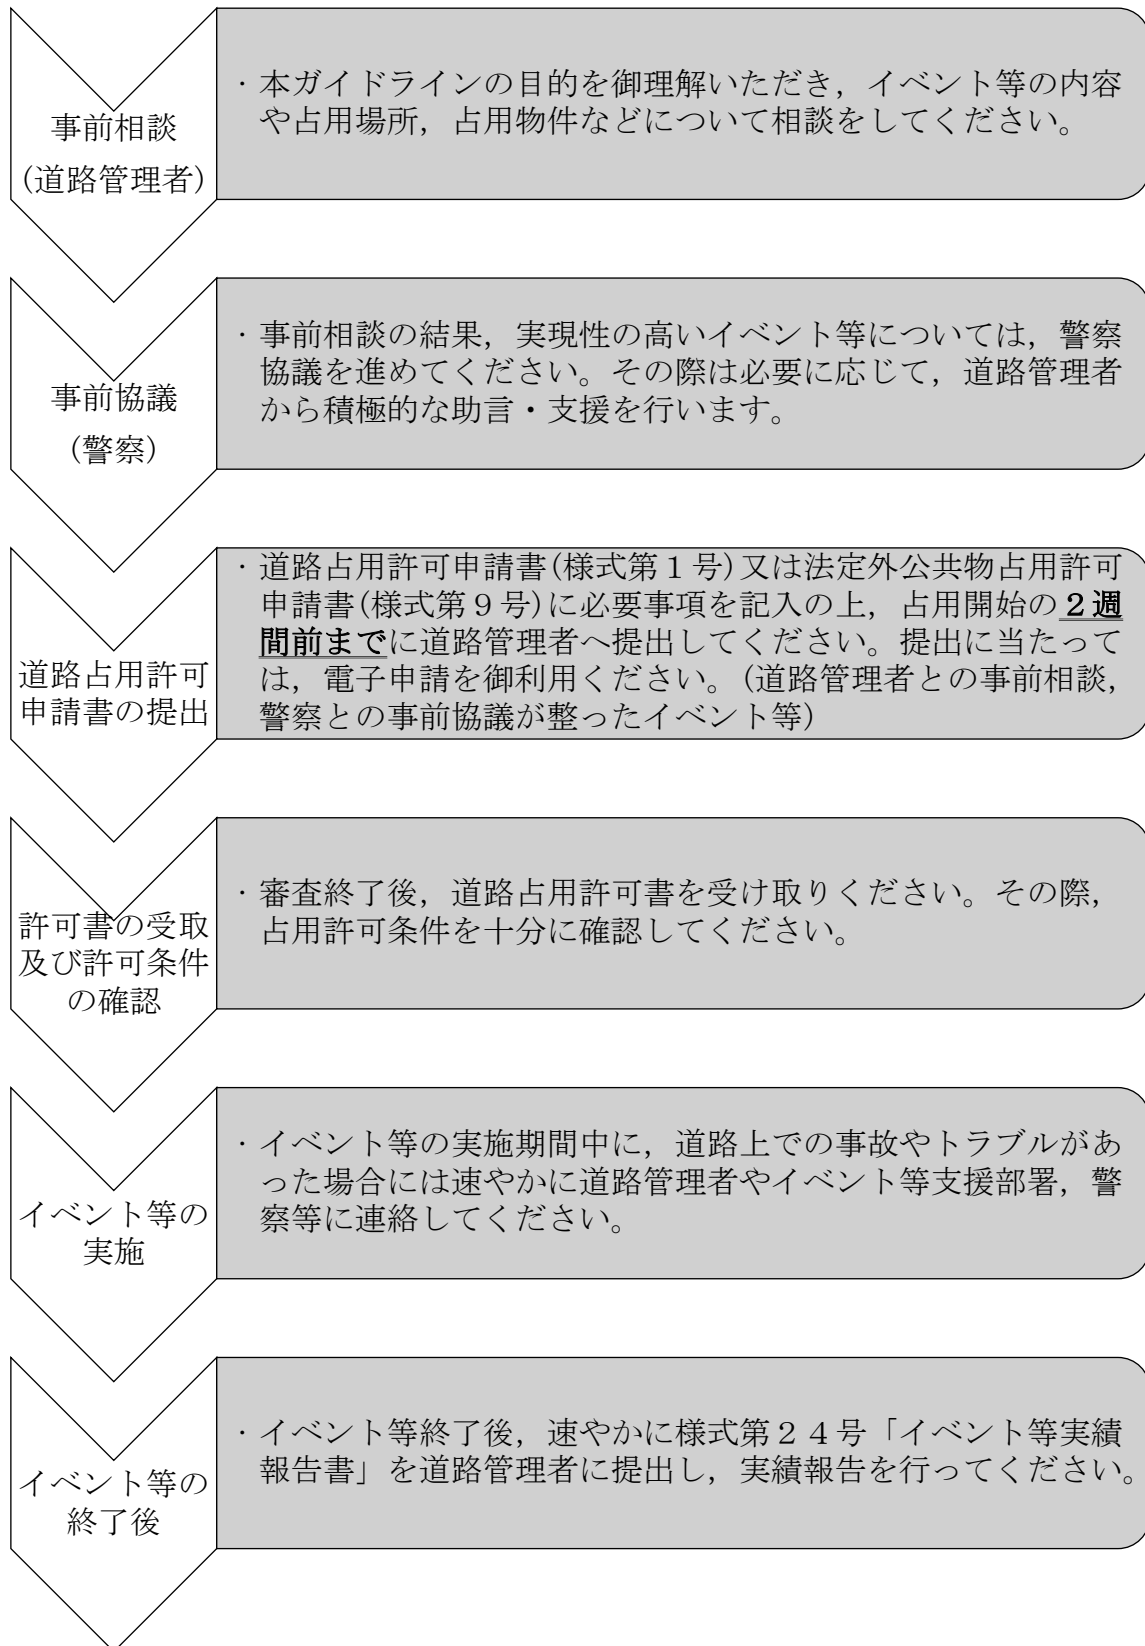 事前相談
(道路管理者)
・本ガイドラインの目的を御理解いただき，イベント等の内容
や占用場所，占用物件などについて相談をしてください。
事前協議
(警察)
・事前相談の結果，実現性の高いイベント等については，警察
協議を進めてください。その際は必要に応じて，道路管理者
から積極的な助言・支援を行います。
道路占用許可
申請書の提出
・道路占用許可申請書(様式第１号)又は法定外公共物占用許可
申請書(様式第９号)に必要事項を記入の上，占用開始の２週
間前までに道路管理者へ提出してください。提出に当たって
は，電子申請を御利用ください。(道路管理者との事前相談，
警察との事前協議が整ったイベント等)
許可書の受取
及び許可条件
の確認
・審査終了後，道路占用許可書を受け取りください。その際，
占用許可条件を十分に確認してください。
イベント等の
実施
・イベント等の実施期間中に，道路上での事故やトラブルがあ
った場合には速やかに道路管理者やイベント等支援部署，警
察等に連絡してください。
イベント等の
終了後
・イベント等終了後，速やかに様式第２４号「イベント等実績
報告書」を道路管理者に提出し，実績報告を行ってください。